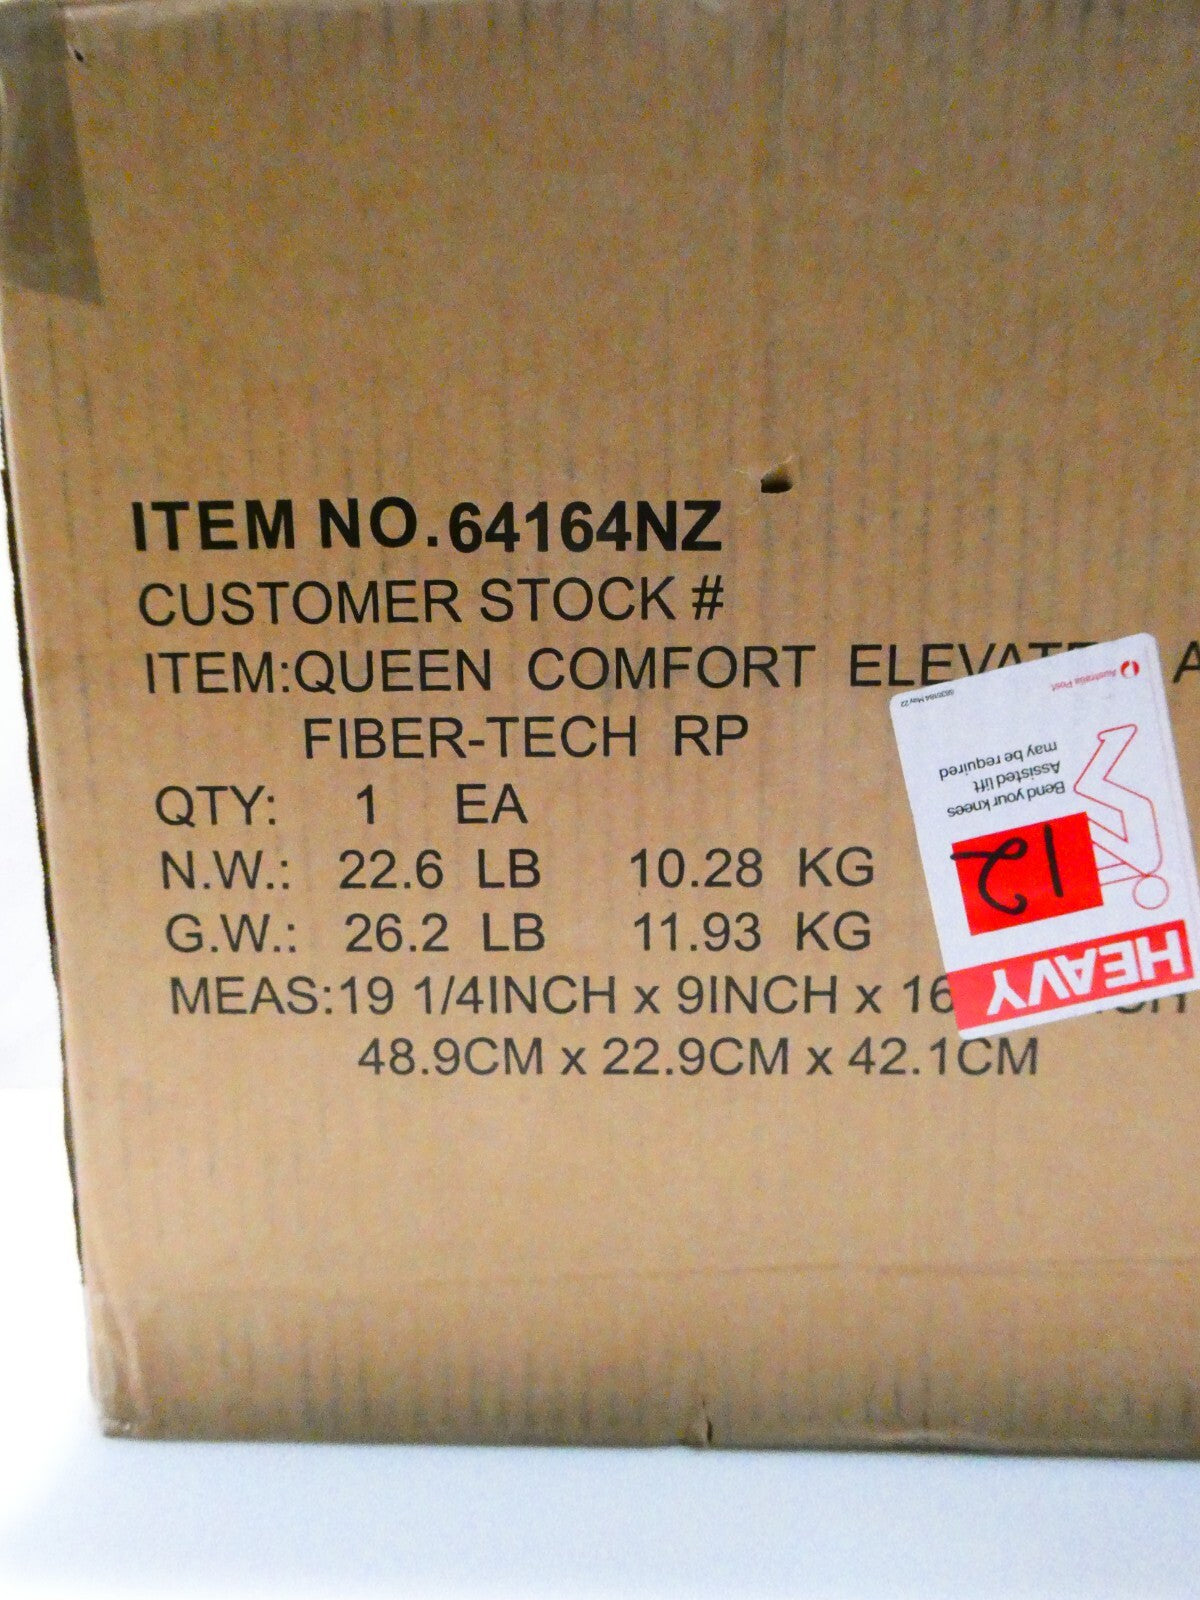 ITEM NO.64164NZ
CUSTOMER STOCK #
ITEM:QUEEN COMFORT A
FIBER-TECH RP
QTY: 1 EA
N.W.: 22.6 LB 10.28 KG
G.W.: 26.2 LB 11.93 KG
MEAS:19 1/4INCH x 9INCH x 16
48.9CM x 22.9CM x 42.1CM
HEAVY
12
Bend your knees
Assisted lift
may be required
Australia Post